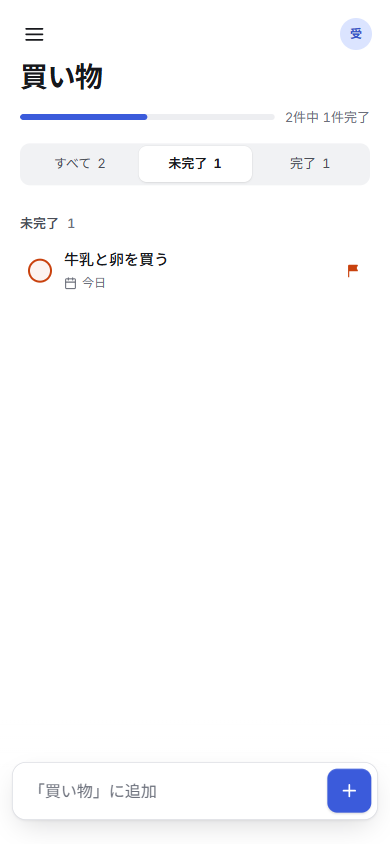 受
買い物
2件中 1件完了
すべて 2 未完了 1 完了 1
未完了 1
牛乳と卵を買う
今日
「買い物」に追加